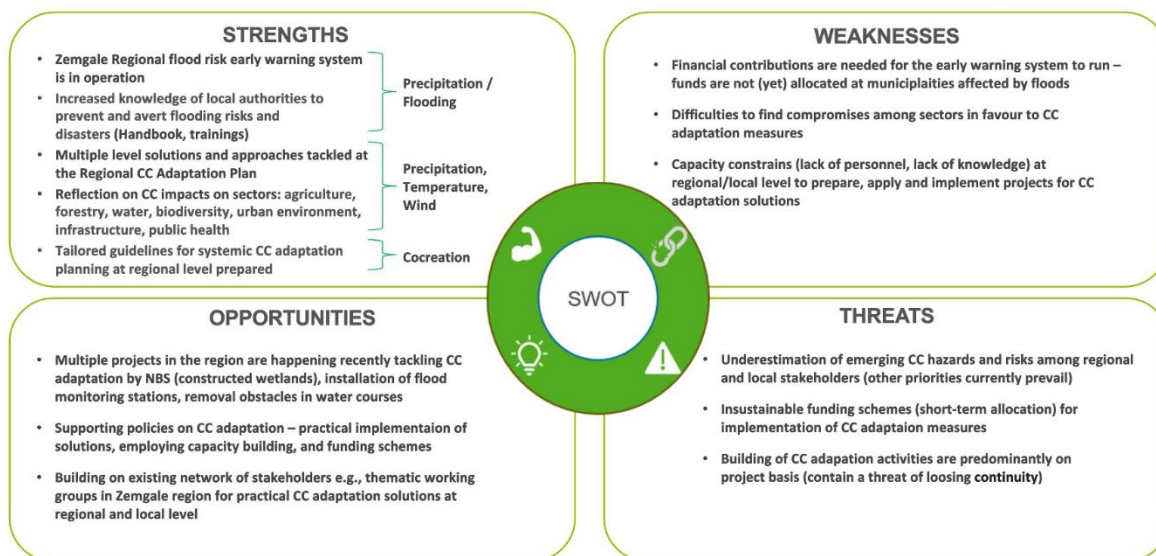 STRENGTHS
• Zemgale Regional flood risk early warning system
is in operation
• Increased knowledge of local authorities to
prevent and avert flooding risks and
disasters (Handbook, trainings)
• Multiple level solutions and approaches tackled at
the Regional CC Adaptation Plan
• Reflection on CC impacts on sectors: agriculture,
forestry, water, biodiversity, urban environment,
infrastructure, public health
• Tailored guidelines for systemic CC adaptation
planning at regional level prepared
Precipitation /
Flooding
Precipitation,
Temperature,
Wind
Cocreation
WEAKNESSES
• Financial contributions are needed for the early warning system to run –
funds are not (yet) allocated at municiplaities affected by floods
• Difficulties to find compromises among sectors in favour to CC
adaptation measures
• Capacity constrains (lack of personnel, lack of knowledge) at
regional/local level to prepare, apply and implement projects for CC
adaptation solutions
SWOT
OPPORTUNITIES
• Multiple projects in the region are happening recently tackling CC
adaptation by NBS (constructed wetlands), installation of flood
monitoring stations, removal obstacles in water courses
• Supporting policies on CC adaptation – practical implementaion of
solutions, employing capacity building, and funding schemes
• Building on existing network of stakeholders e.g., thematic working
groups in Zemgale region for practical CC adaptation solutions at
regional and local level
THREATS
• Underestimation of emerging CC hazards and risks among regional
and local stakeholders (other priorities currently prevail)
• Insustainable funding schemes (short-term allocation) for
implementation of CC adaptaion measures
• Building of CC adapation activities are predominantly on
project basis (contain a threat of loosing continuity)